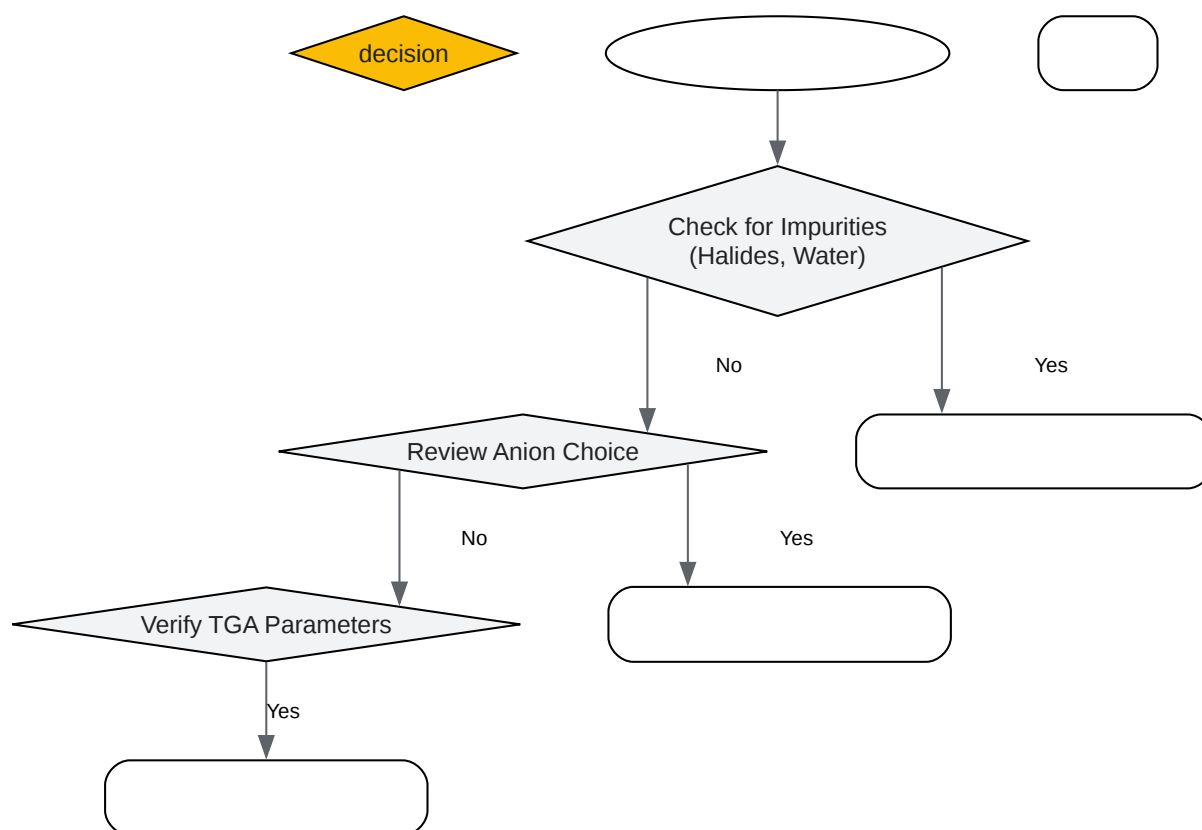 decision
Check for Impurities
(Halides, Water)
No
Yes
Review Anion Choice
No
Yes
Verify TGA Parameters
Yes